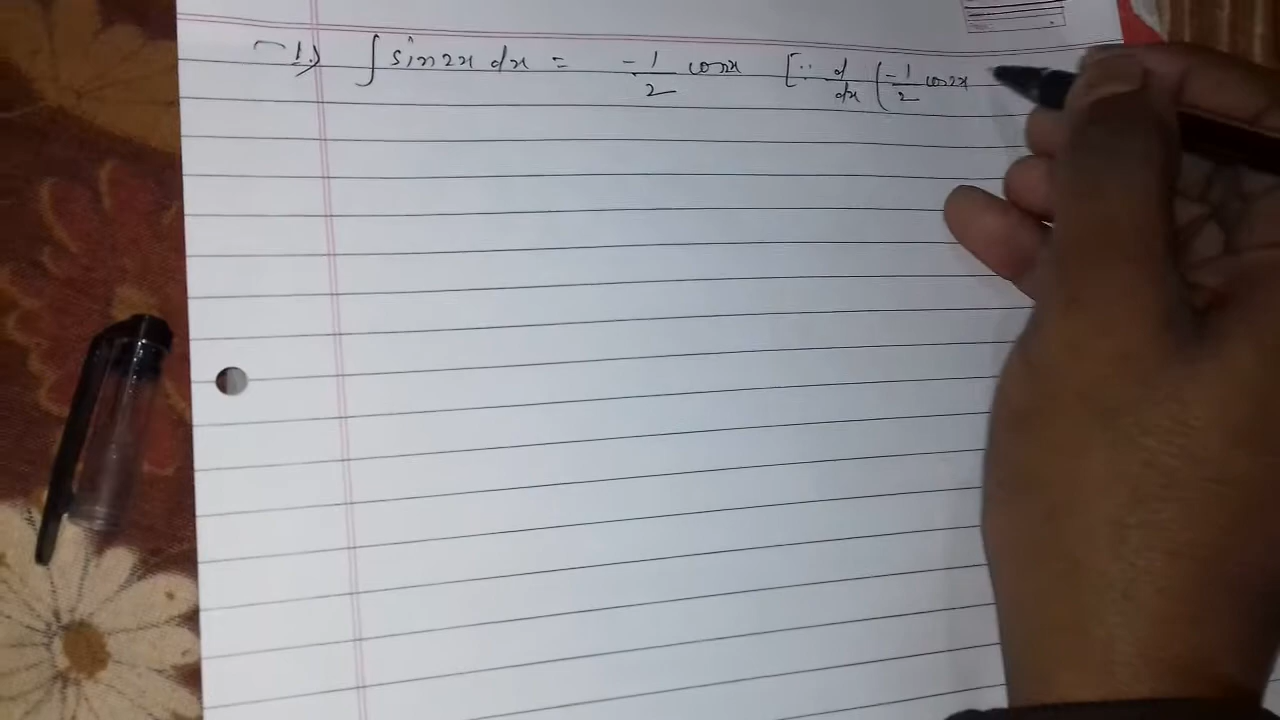 1.) ∫ sin2x dx = -1/2 cosx [∵ d/dx (-1/2 cos2x